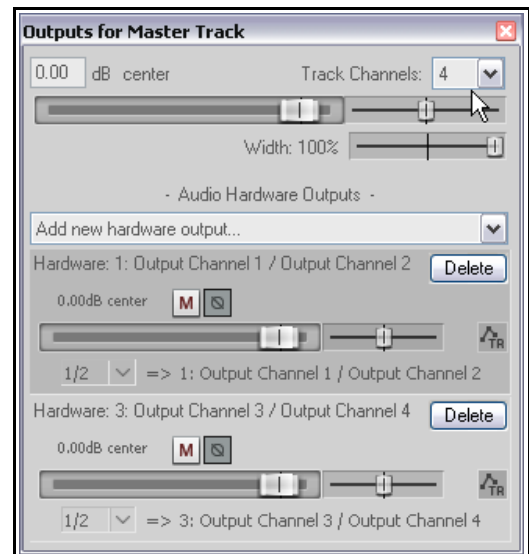 Outputs for Master Track
0.00 dB center Track Channels: 4
Width: 100%
- Audio Hardware Outputs -
Add new hardware output...
Hardware: 1: Output Channel 1 / Output Channel 2 Delete
0.00dB center M
TR
1/2 => 1: Output Channel 1 / Output Channel 2
Hardware: 3: Output Channel 3 / Output Channel 4 Delete
0.00dB center M
TR
1/2 => 3: Output Channel 3 / Output Channel 4